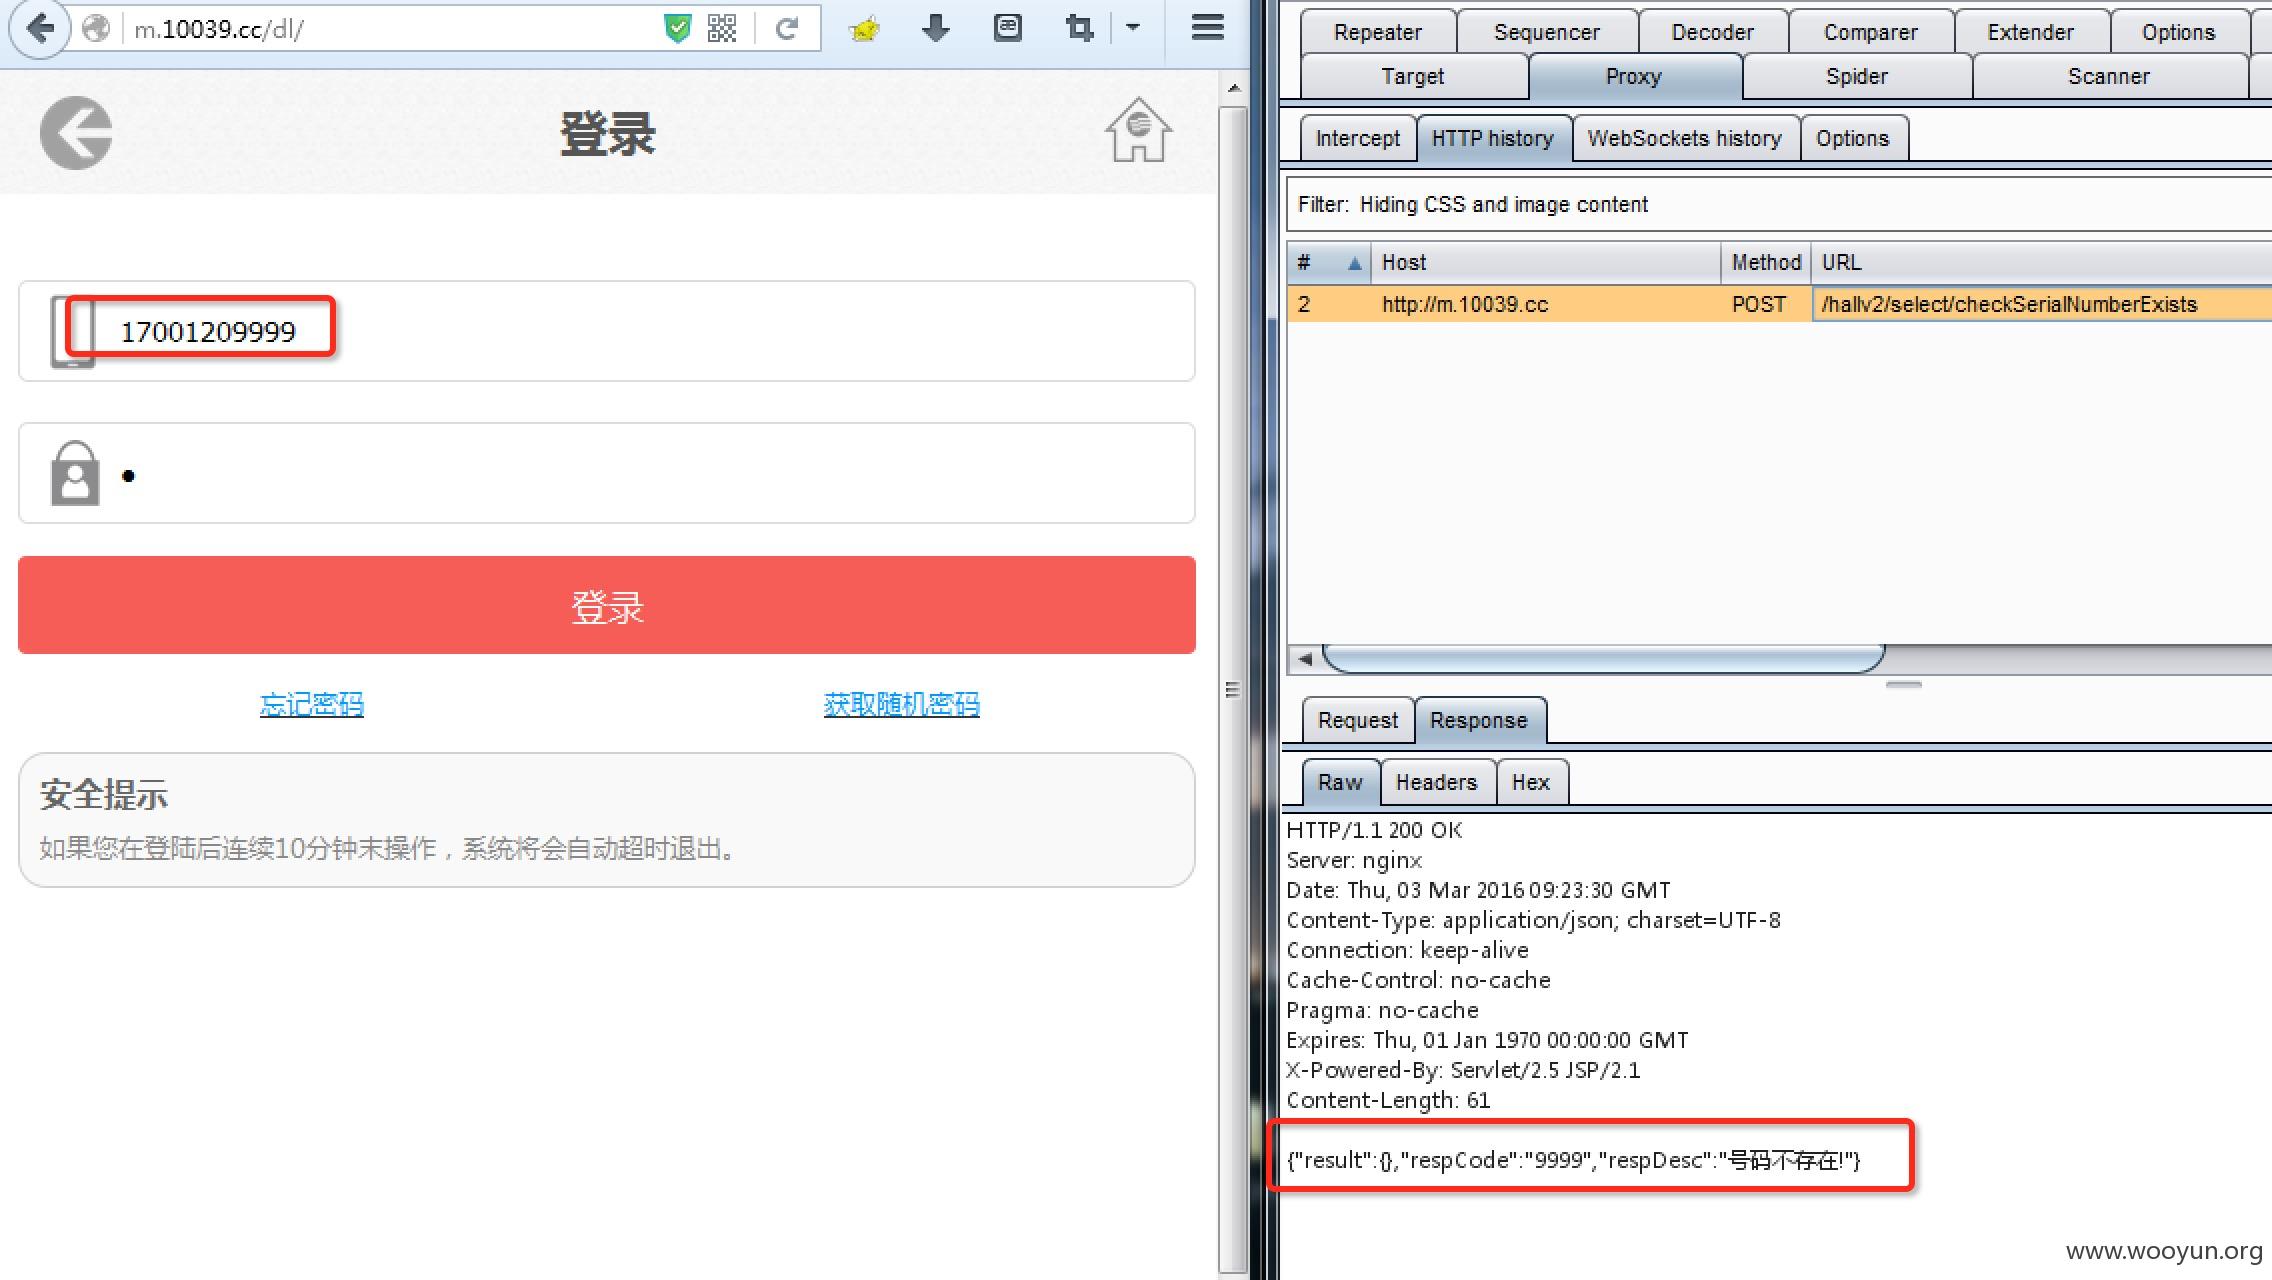 m.10039.cc/dl/
登录
17001209999
•
登录
忘记密码
获取随机密码
安全提示
如果您在登陆后连续10分钟未操作，系统将会自动超时退出。
Repeater
Sequencer
Decoder
Comparer
Extender
Options
Target
Proxy
Spider
Scanner
Intercept
HTTP history
WebSockets history
Options
Filter: Hiding CSS and image content
# Host Method URL
2 http://m.10039.cc POST /hallv2/select/checkSerialNumberExists
Request
Response
Raw
Headers
Hex
HTTP/1.1 200 OK
Server: nginx
Date: Thu, 03 Mar 2016 09:23:30 GMT
Content-Type: application/json; charset=UTF-8
Connection: keep-alive
Cache-Control: no-cache
Pragma: no-cache
Expires: Thu, 01 Jan 1970 00:00:00 GMT
X-Powered-By: Servlet/2.5 JSP/2.1
Content-Length: 61
{"result":{},"respCode":"9999","respDesc":"号码不存在!"}
www.wooyun.org